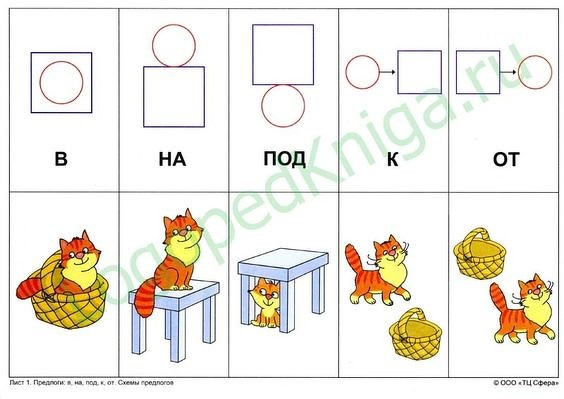 В НА ПОД К ОТ
logopedKniga.ru
Лист 1. Предлоги: в, на, под, к, от. Схемы предлогов © ООО «ТЦ Сфера»